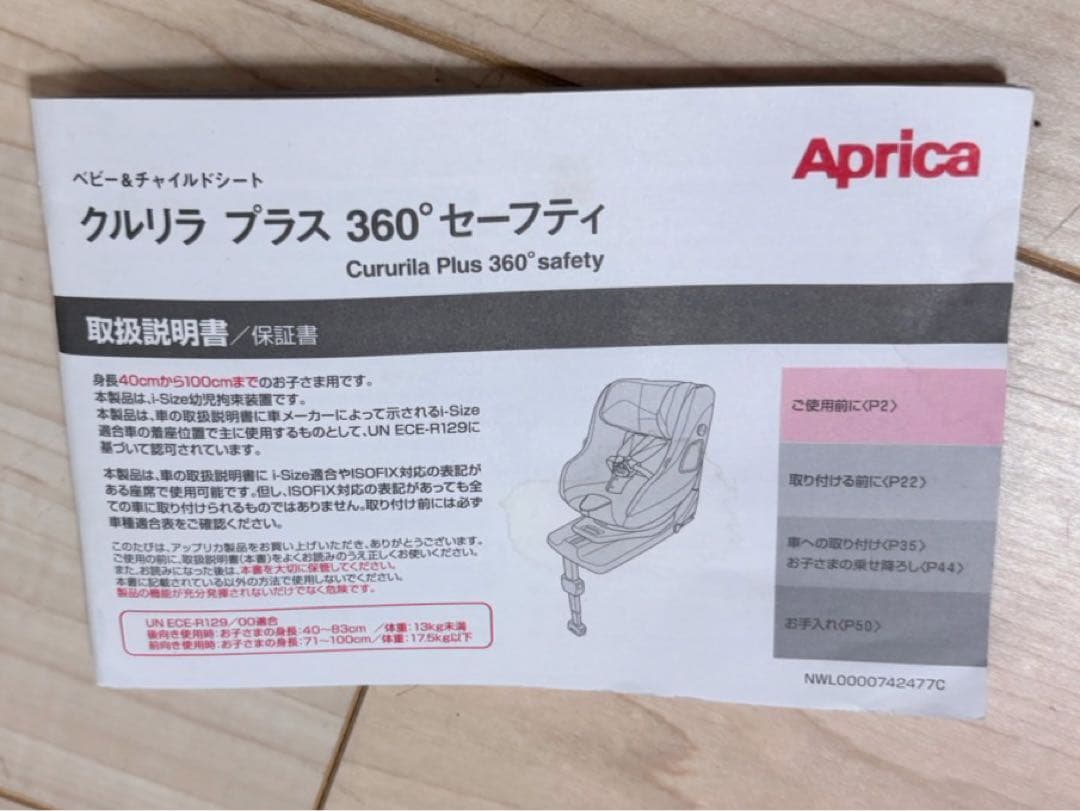 Aprica
ベビー&チャイルドシート
クルリラ プラス 360°セーフティ
Cururila Plus 360°safety
取扱説明書/保証書
身長40cmから100cmまでのお子さま用です。
本製品は、i-Size幼児拘束装置です。
本製品は、車の取扱説明書に車メーカーによって示されるi-Size
適合車の着座位置で主に使用するものとして、UN ECE-R129に
基づいて認可されています。
本製品は、車の取扱説明書に i-Size適合やISOFIX対応の表記が
ある座席で使用可能です。但し、ISOFIX対応の表記があっても全
ての車に取り付けられるものではありません。取り付け前には必ず
車種適合表をご確認ください。
このたびは、アップリカ製品をお買い上げいただき、ありがとうございます。
ご使用の前に、取扱説明書(本書)をよくお読みのうえ正しくお使いください。
また、お読みになった後は、本書を大切に保管してください。
本書に記載されている以外の方法で使用しないでください。
製品の機能が充分発揮されないだけでなく危険です。
UN ECE-R129/00適合
後向き使用時:お子さまの身長:40〜83cm /体重:13kg未満
前向き使用時:お子さまの身長:71〜100cm/体重:17.5kg以下
ご使用前に〈P2〉
取り付ける前に〈P22〉
車への取り付け〈P35〉
お子さまの乗せ降ろし〈P44〉
お手入れ〈P50〉
NWL0000742477C